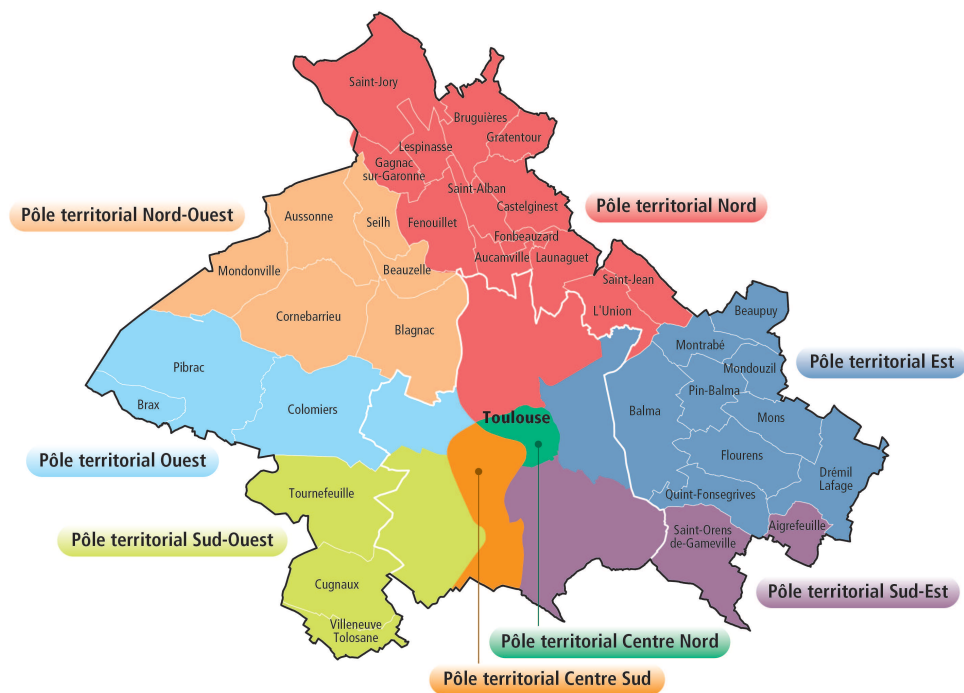 Saint-Jory
Bruguières
Gratentour
Lespinasse
Gagnac
sur-Garonne
Saint-Alban
Castelginest
Pôle territorial Nord-Ouest
Aussonne
Seilh
Fenouillet
Pôle territorial Nord
Fonbeauzard
Aucamville
Launaguet
Beauzelle
Mondonville
Saint-Jean
L'Union
Beaupuy
Cornebarrieu
Blagnac
Montrabé
Mondouzil
Pôle territorial Est
Pibrac
Pin-Balma
Brax
Colomiers
Toulouse
Balma
Mons
Pôle territorial Ouest
Flourens
Drémil
Lafage
Tournefeuille
Quint-Fonsegrives
Pôle territorial Sud-Ouest
Saint-Orens
de-Gameville
Aigrefeuille
Cugnaux
Pôle territorial Sud-Est
Villeneuve
Tolosane
Pôle territorial Centre Nord
Pôle territorial Centre Sud